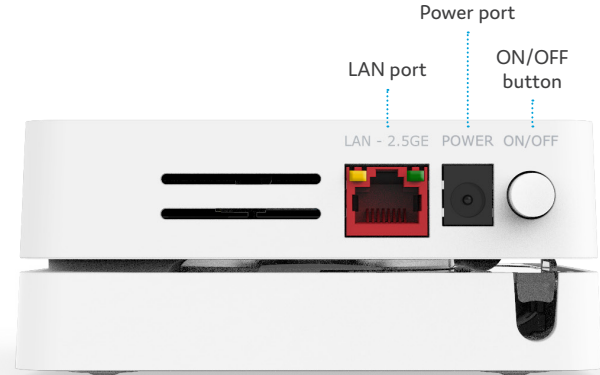 Power port
ON/OFF
button
LAN port
LAN - 2.5GE
POWER
ON/OFF